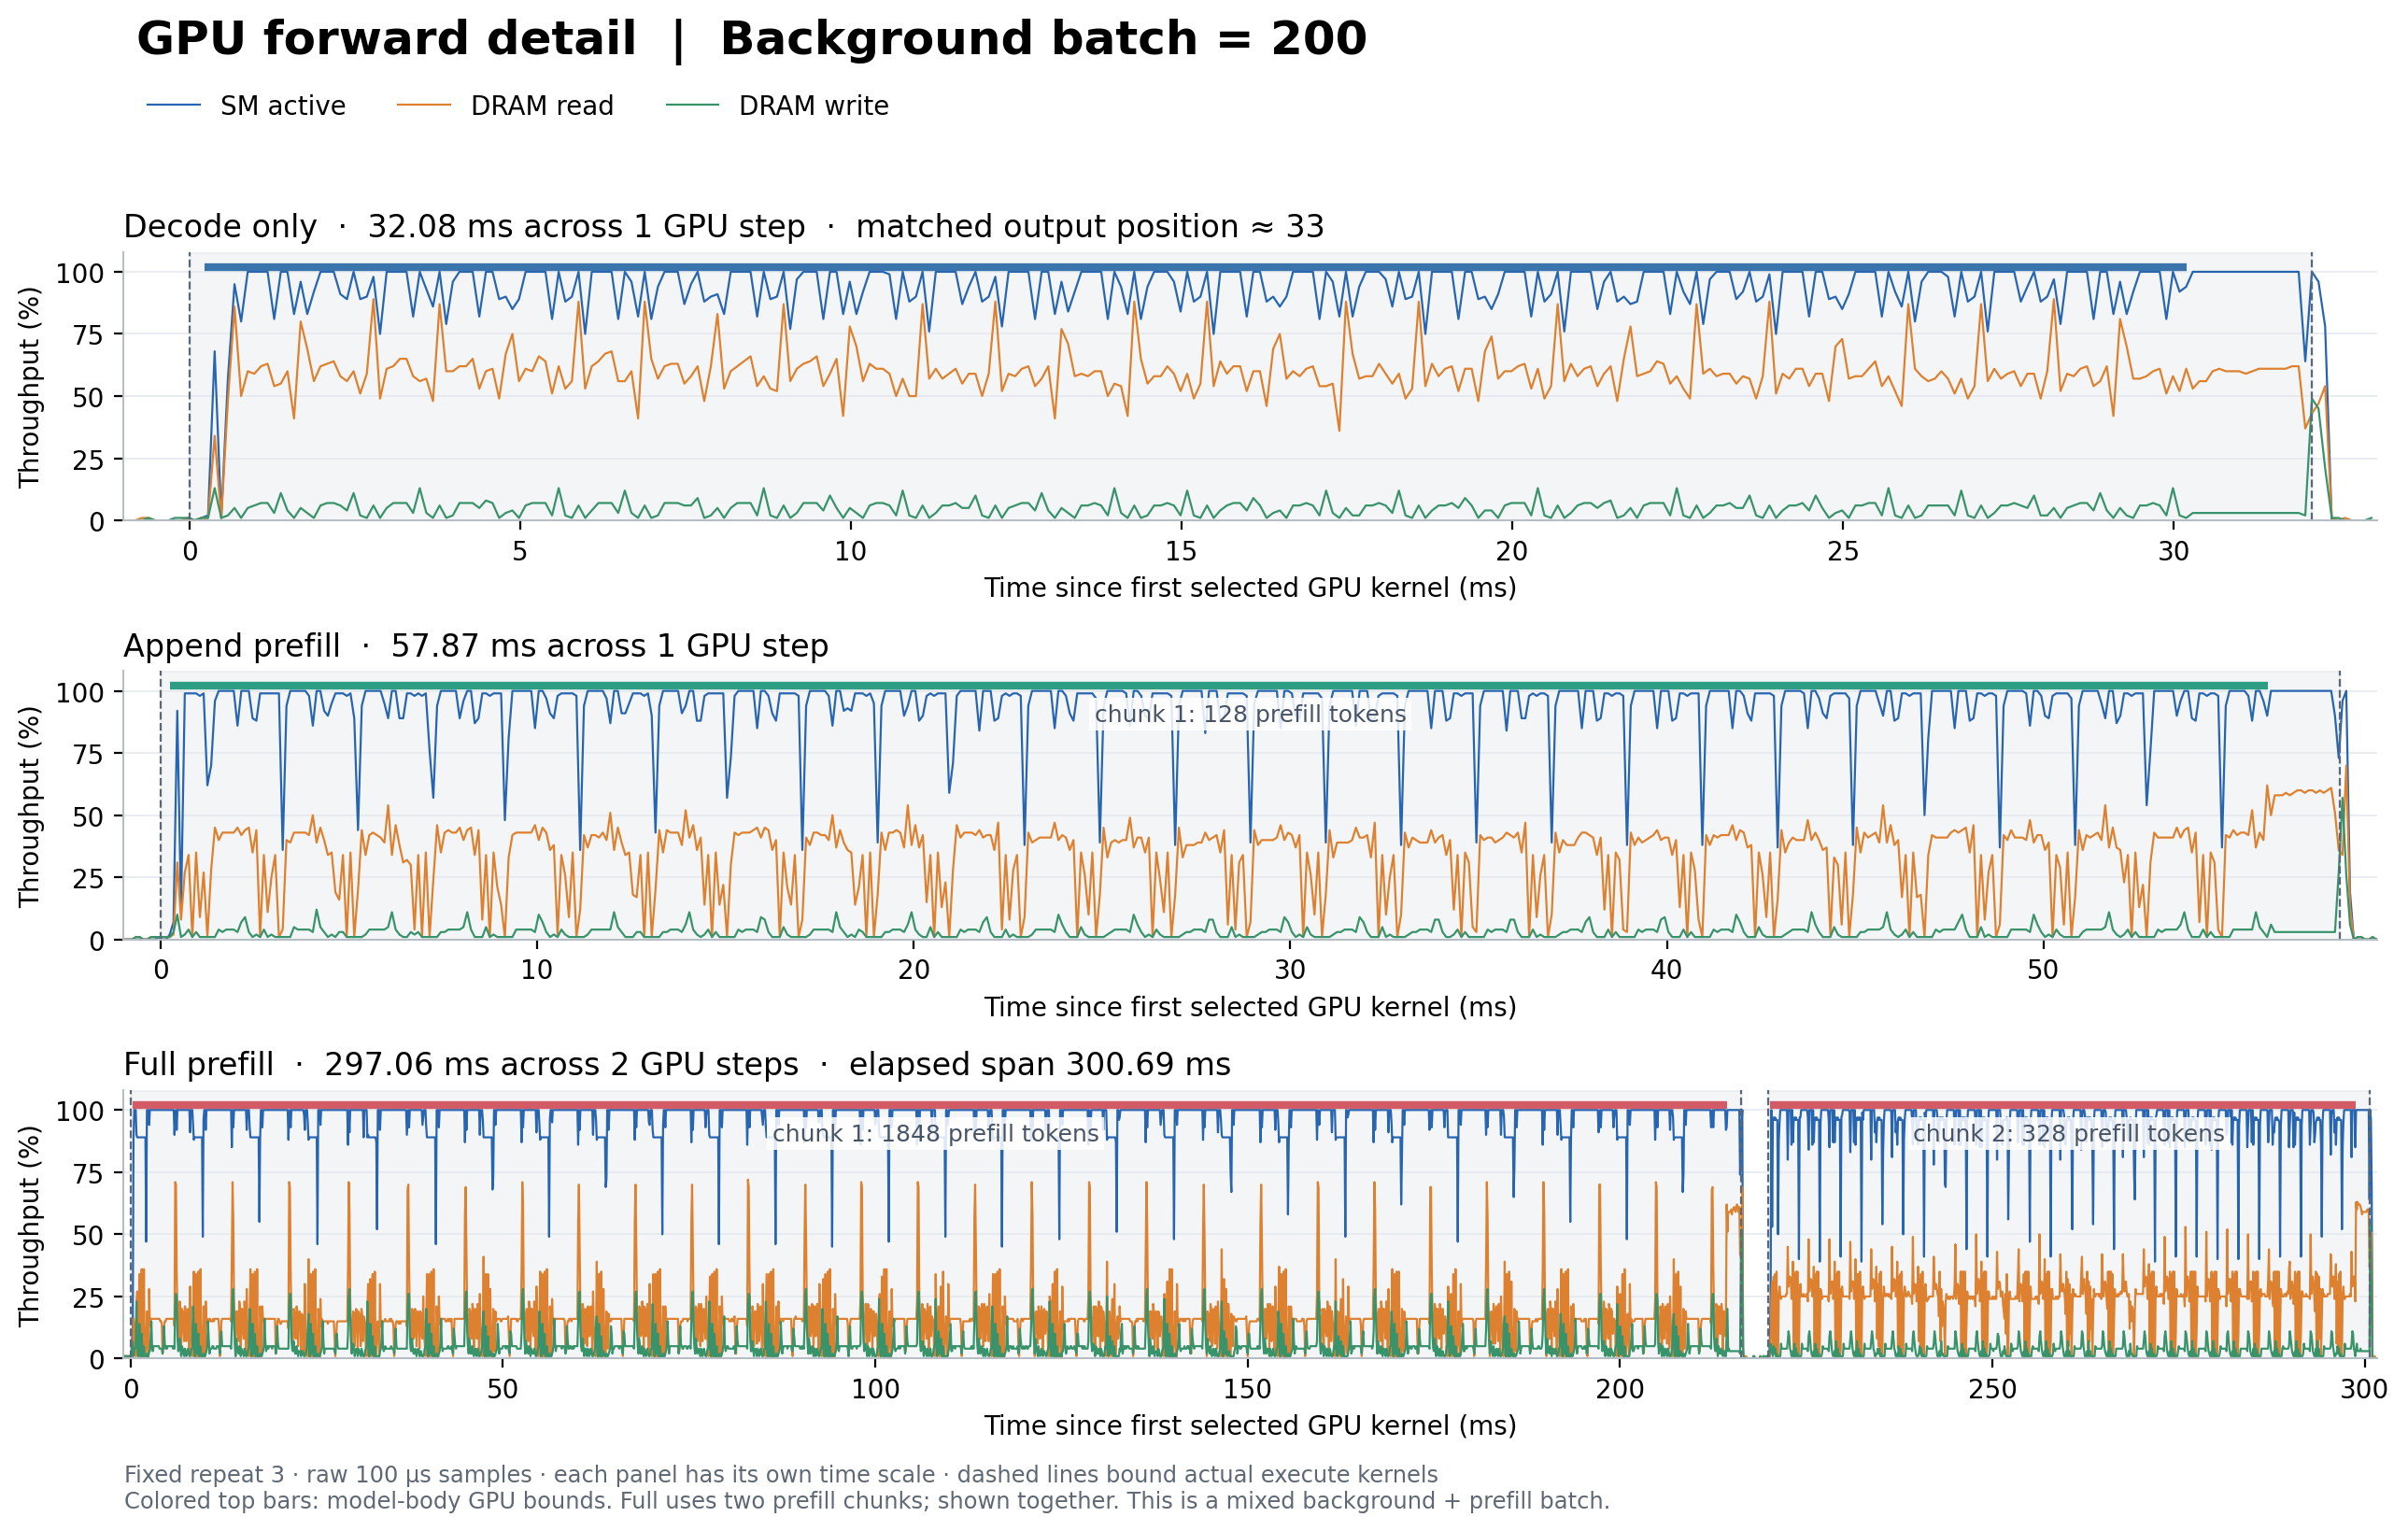 GPU forward detail | Background batch = 200
SM active DRAM read DRAM write
Decode only · 32.08 ms across 1 GPU step · matched output position ≈ 33
Throughput (%)
100
75
50
25
0
0 5 10 15 20 25 30
Time since first selected GPU kernel (ms)
Append prefill · 57.87 ms across 1 GPU step
Throughput (%)
100
75
50
25
0
chunk 1: 128 prefill tokens
0 10 20 30 40 50
Time since first selected GPU kernel (ms)
Full prefill · 297.06 ms across 2 GPU steps · elapsed span 300.69 ms
Throughput (%)
100
75
50
25
0
chunk 1: 1848 prefill tokens chunk 2: 328 prefill tokens
0 50 100 150 200 250 300
Time since first selected GPU kernel (ms)
Fixed repeat 3 · raw 100 µs samples · each panel has its own time scale · dashed lines bound actual execute kernels
Colored top bars: model-body GPU bounds. Full uses two prefill chunks; shown together. This is a mixed background + prefill batch.